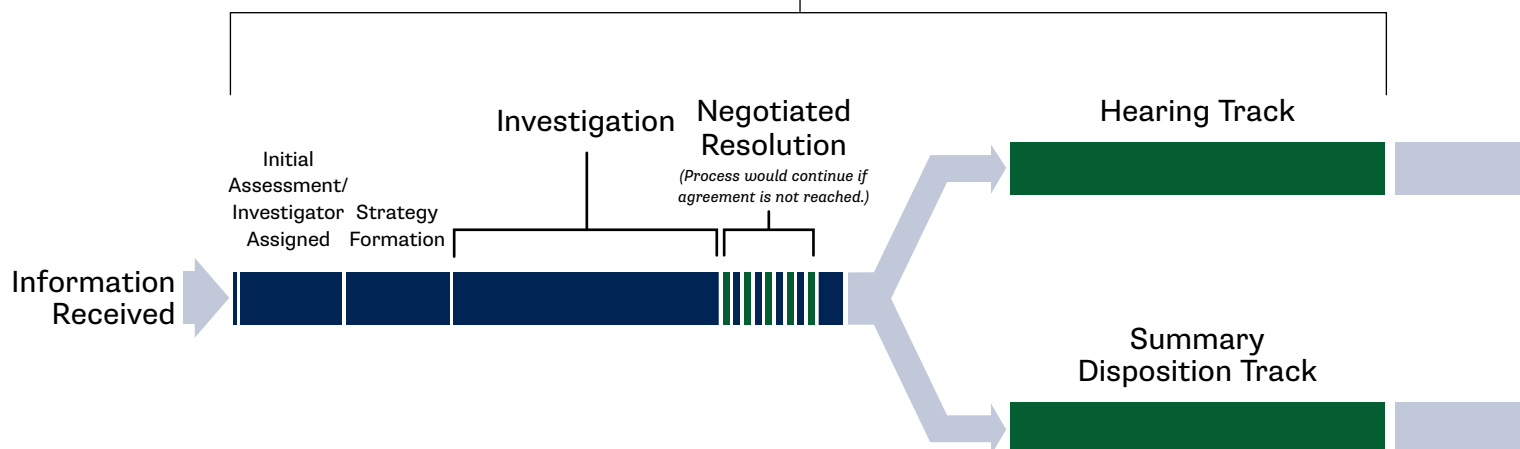 Information
Received
Initial
Assessment/
Investigator
Assigned
Strategy
Formation
Investigation
Negotiated
Resolution
(Process would continue if
agreement is not reached.)
Hearing Track
Summary
Disposition Track